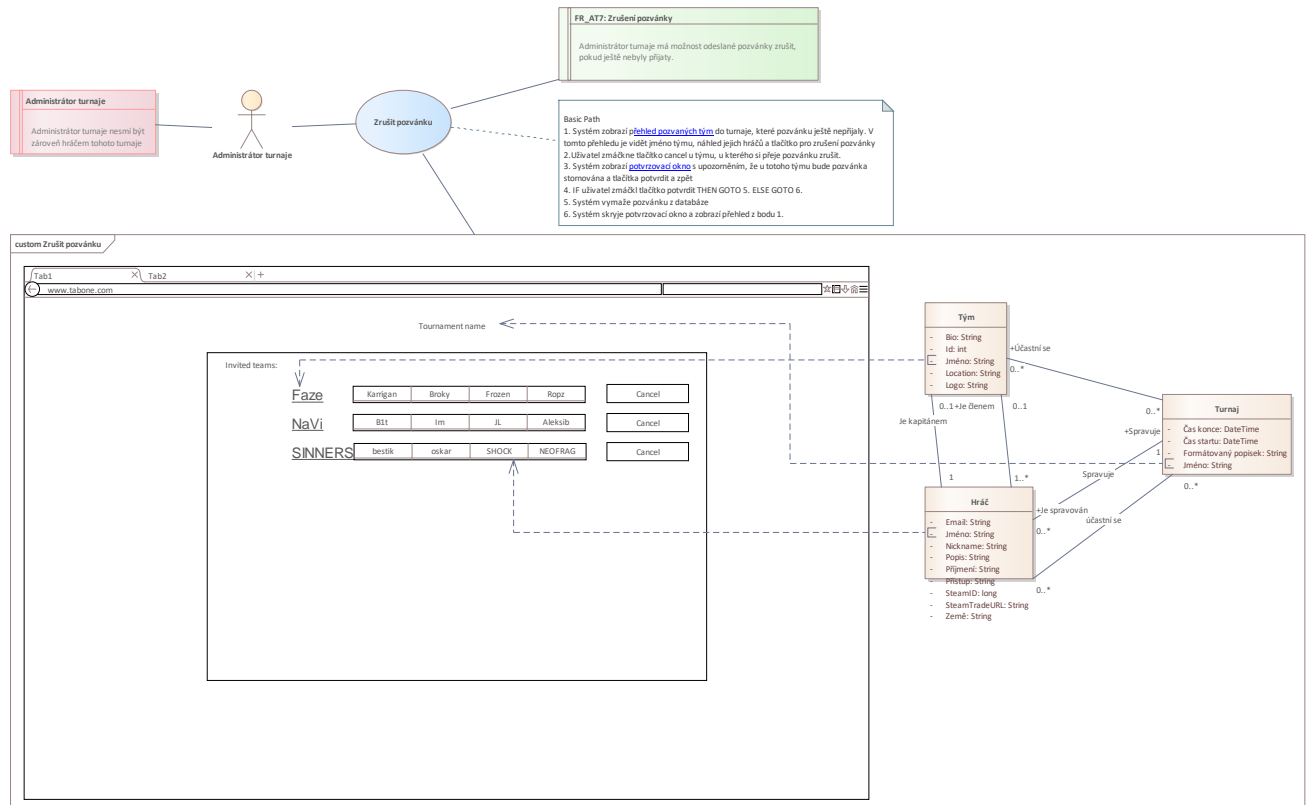 FR_AT7: Zrušení pozvánky
Administrátor turnaje má možnost odeslané pozvánky zrušit,
pokud ještě nebyly přijaty.
Administrátor turnaje
Administrátor turnaje nesmí být
zároveň hráčem tohoto turnaje
Administrátor turnaje
Zrušit pozvánku
Basic Path
1. Systém zobrazí přehled pozvaných tým do turnaje, které pozvánku ještě nepřijaly. V
tomto přehledu je vidět jméno týmu, náhled jejich hráčů a tlačítko pro zrušení pozvánky
2.Uživatel zmáčkne tlačítko cancel u týmu, u kterého si přeje pozvánku zrušit.
3. Systém zobrazí potvrzovací okno s upozorněním, že u totoho týmu bude pozvánka
stornována a tlačítka potvrdit a zpět
4. IF uživatel zmáčkl tlačítko potvrdit THEN GOTO 5. ELSE GOTO 6.
5. Systém vymaže pozvánku z databáze
6. Systém skryje potvrzovací okno a zobrazí přehled z bodu 1.
custom Zrušit pozvánku
Tab1
Tab2
www.tabone.com
Tournament name
Invited teams:
Faze Karrigan Broky Frozen Ropz Cancel
NaVi B1t Im JL Aleksib Cancel
SINNERS bestik oskar SHOCK NEOFRAG Cancel
Tým
- Bio: String
- Id: int
- Jméno: String
- Location: String
- Logo: String
+Účastní se
0..*
0..*
0..1 +Je členem 0..1
Je kapitánem
1
1..*
Turnaj
- Čas konce: DateTime
- Čas startu: DateTime
- Formátovaný popisek: String
- Jméno: String
+Spravuje
1
Spravuje
0..*
Hráč
- Email: String
- Jméno: String
- Nickname: String
- Popis: String
- Příjmení: String
- Přístup: String
- SteamID: long
- SteamTradeURL: String
- Země: String
+Je spravován
0..*
účastní se
0..*